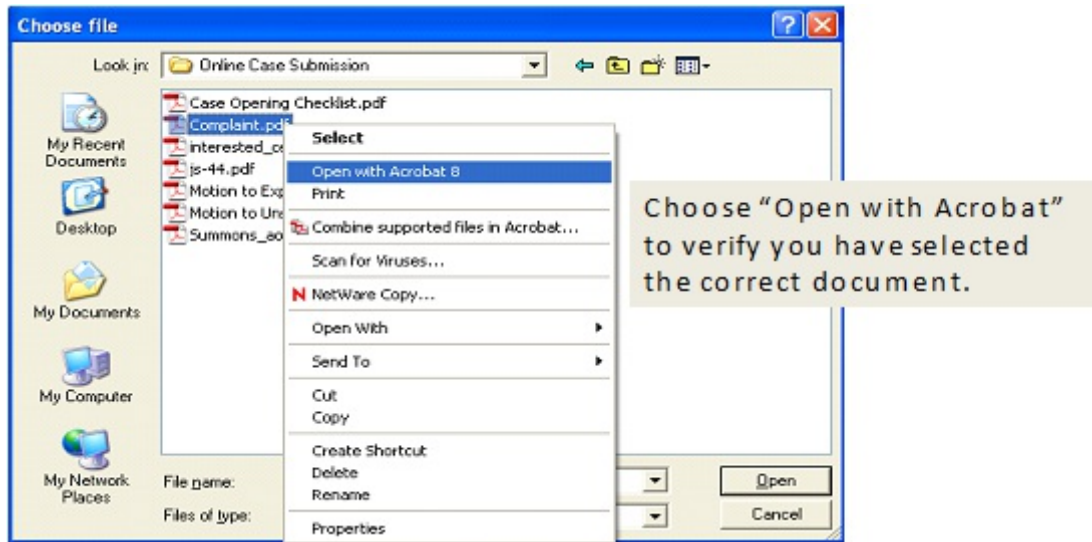 Choose file
Look in:
Online Case Submission
My Recent
Documents
Desktop
My Documents
My Computer
My Network
Places
Case Opening Checklist.pdf
Complaint.pdf
interested_ce
js-44.pdf
Motion to Exp
Motion to Uns
Summons_ao
Select
Open with Acrobat 8
Print
Combine supported files in Acrobat...
Scan for Viruses...
NetWare Copy...
Open With
Send To
Cut
Copy
Create Shortcut
Delete
Rename
Properties
File name:
Files of type:
Open
Cancel
Choose "Open with Acrobat"
to verify you have selected
the correct document.